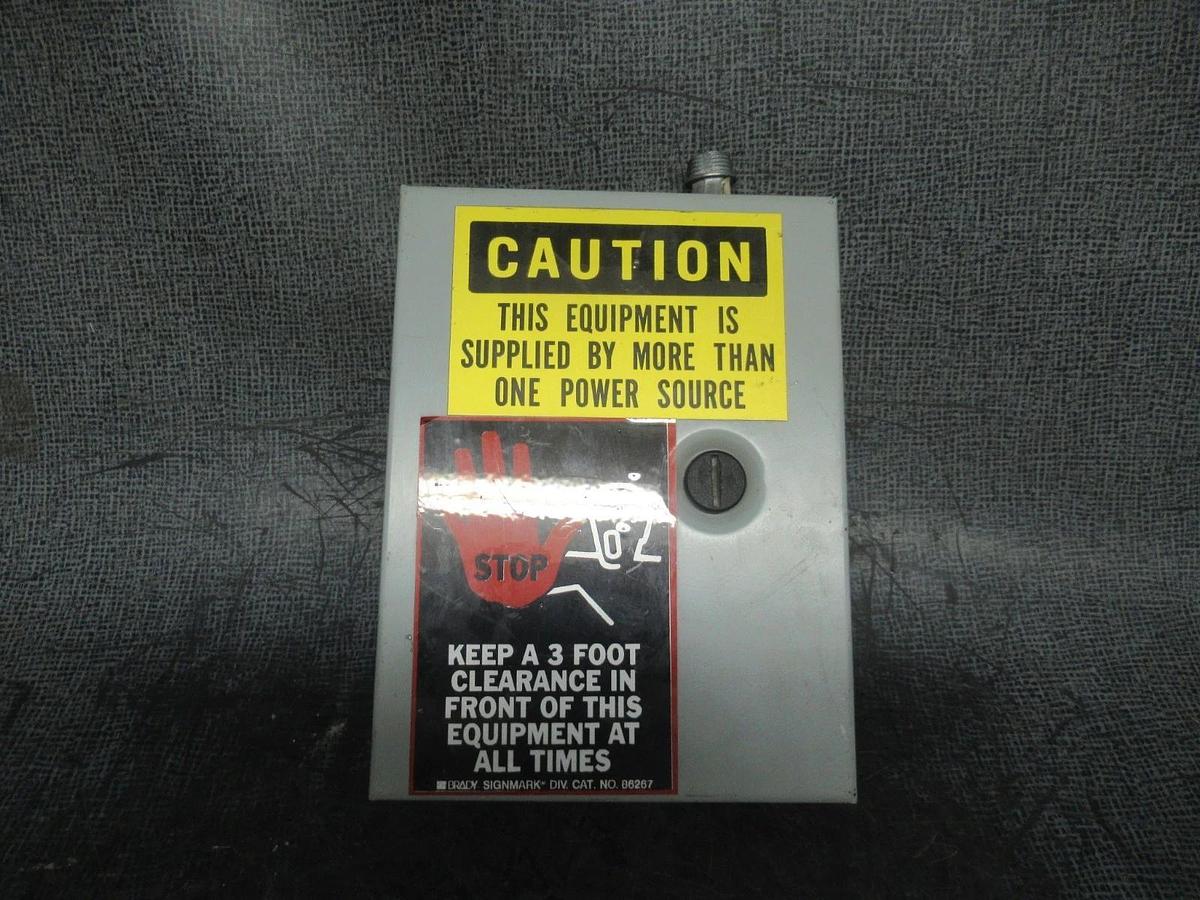 CAUTION
THIS EQUIPMENT IS
SUPPLIED BY MORE THAN
ONE POWER SOURCE
STOP
KEEP A 3 FOOT
CLEARANCE IN
FRONT OF THIS
EQUIPMENT AT
ALL TIMES
BRADY SIGNMARK™ DIV. CAT. NO. 86267